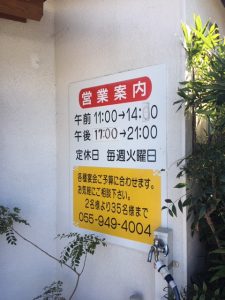 営業案内
午前 11:00→14:00
午後 17:00→21:00
定休日 毎週火曜日
各種宴会ご予算に合わせます。
お気軽にご相談下さい。
2名様より35名様まで
055-949-4004